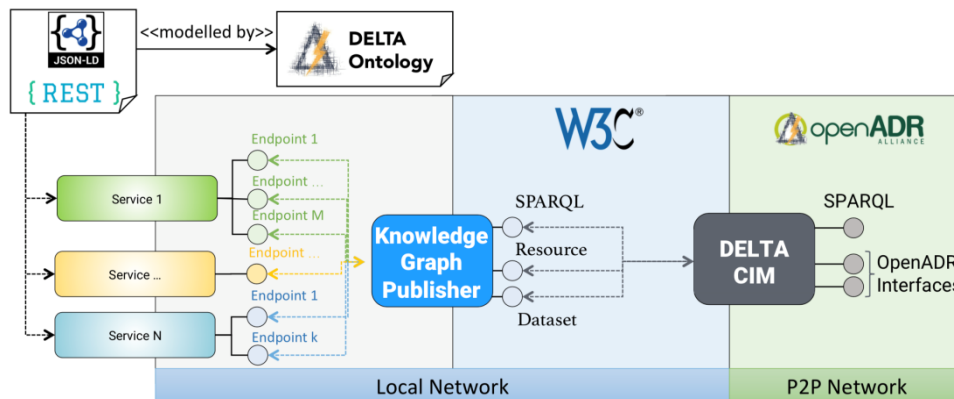 <<modelled by>>
JSON-LD
{ REST }
DELTA
Ontology
W3C®
openADR
ALLIANCE
Endpoint 1
Endpoint ...
Endpoint M
Service 1
SPARQL
SPARQL
Knowledge
Graph
Publisher
Endpoint ...
Service ...
Resource
DELTA
CIM
OpenADR
Interfaces
Endpoint 1
Service N
Endpoint k
Dataset
Local Network
P2P Network